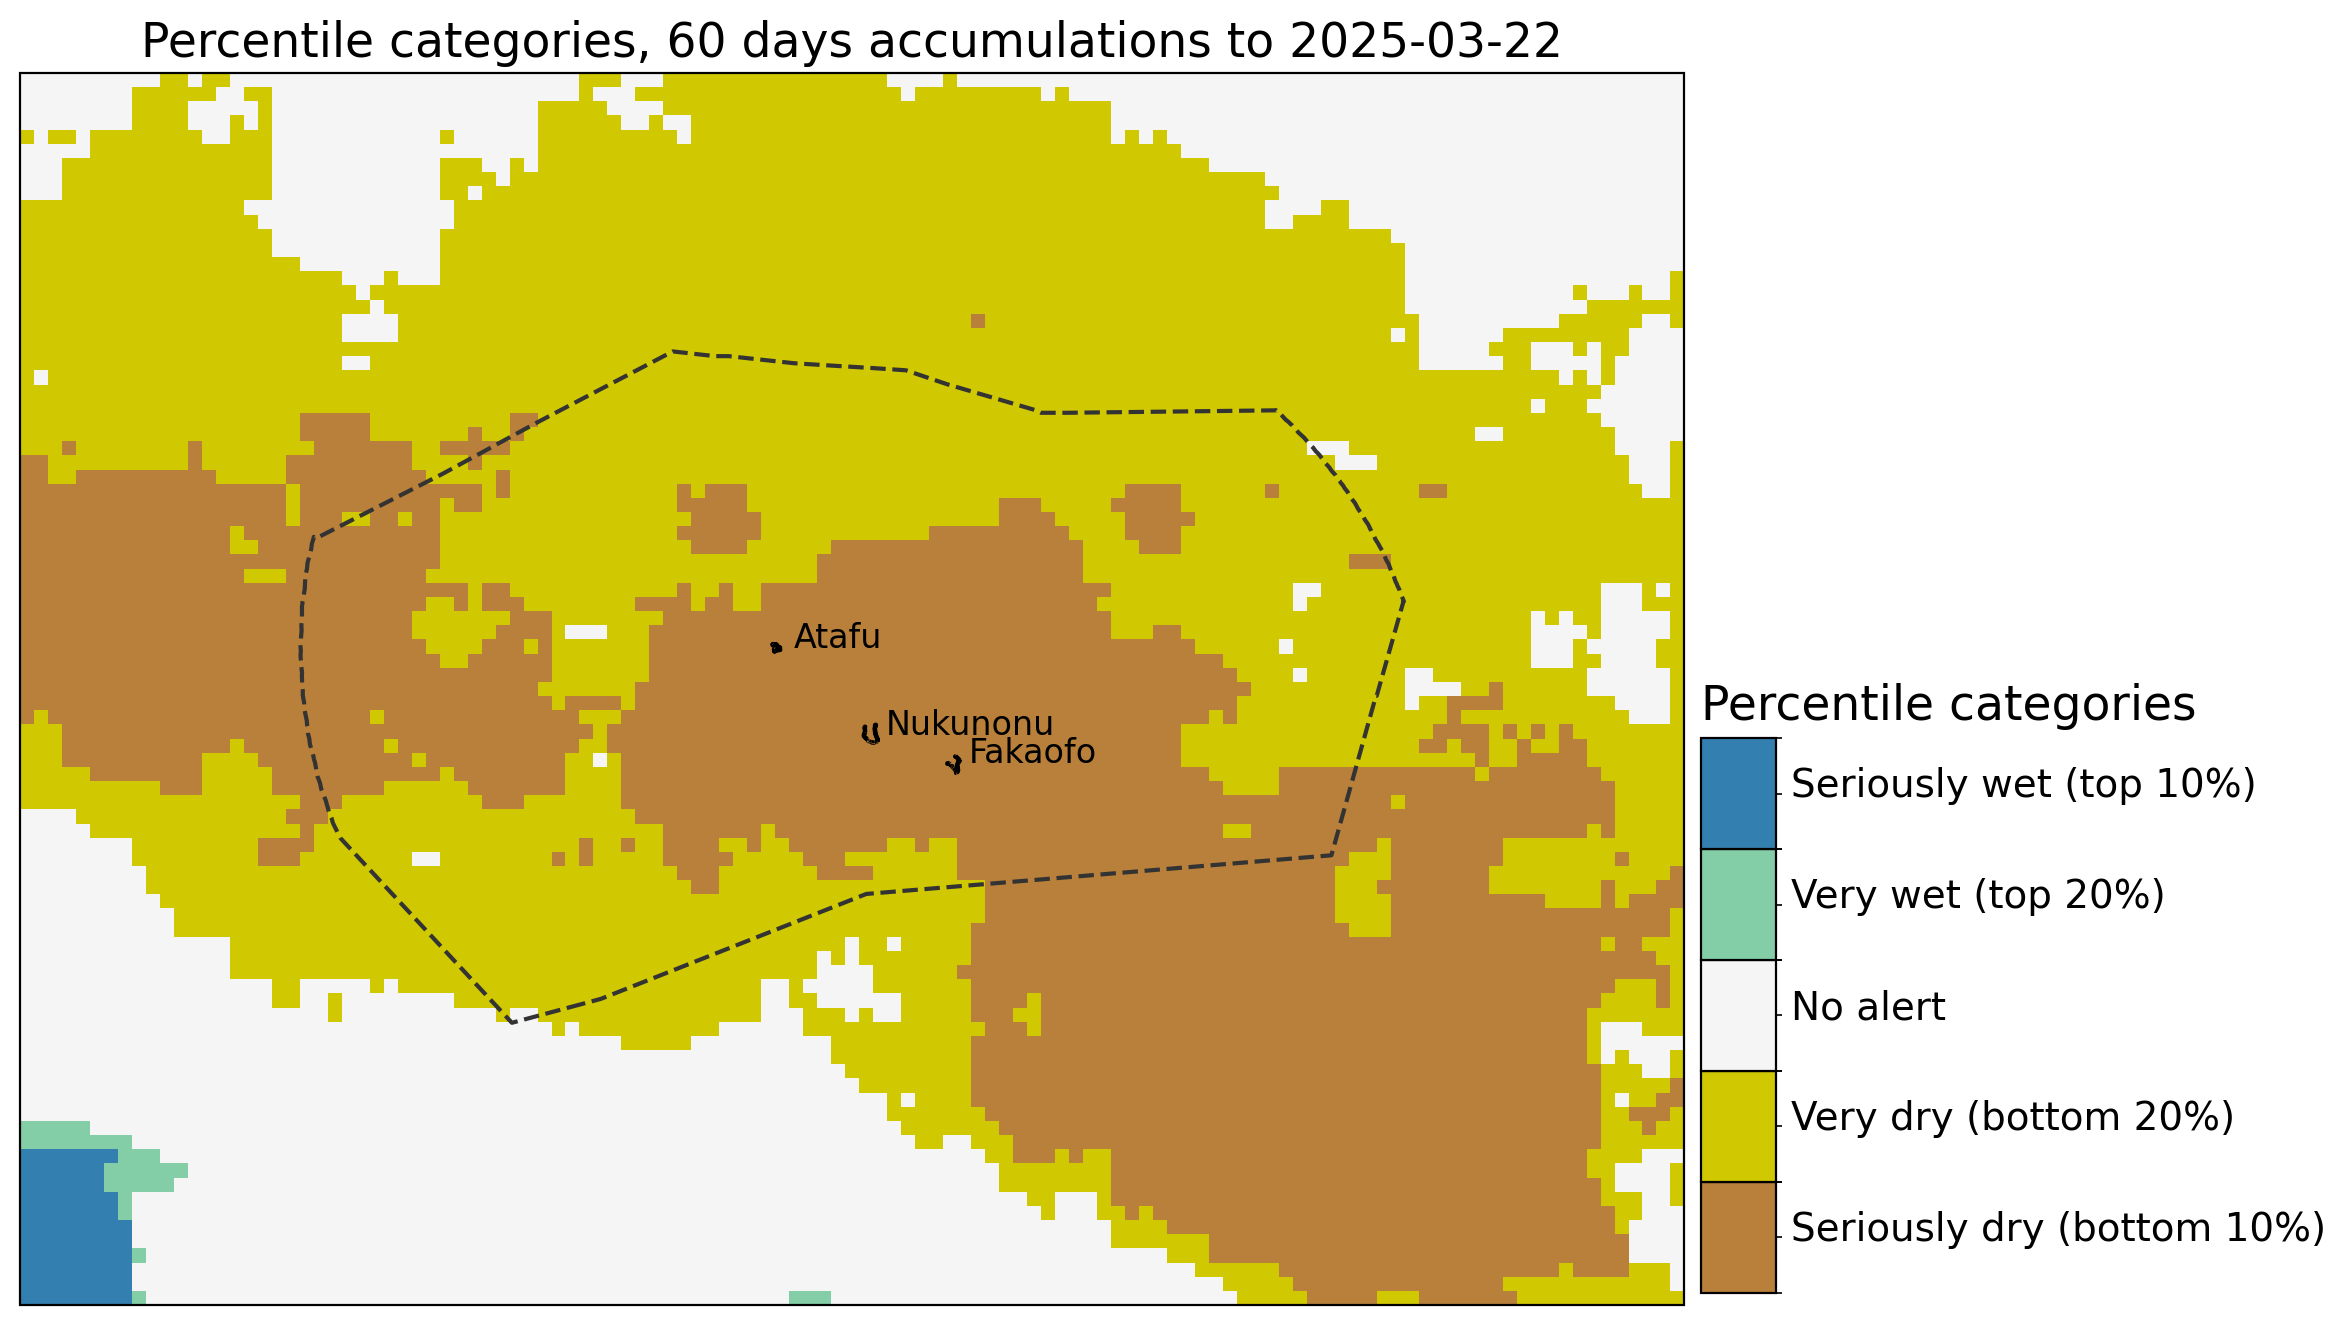 Percentile categories, 60 days accumulations to 2025-03-22
Atafu
Nukunonu
Fakaofo
Percentile categories
Seriously wet (top 10%)
Very wet (top 20%)
No alert
Very dry (bottom 20%)
Seriously dry (bottom 10%)